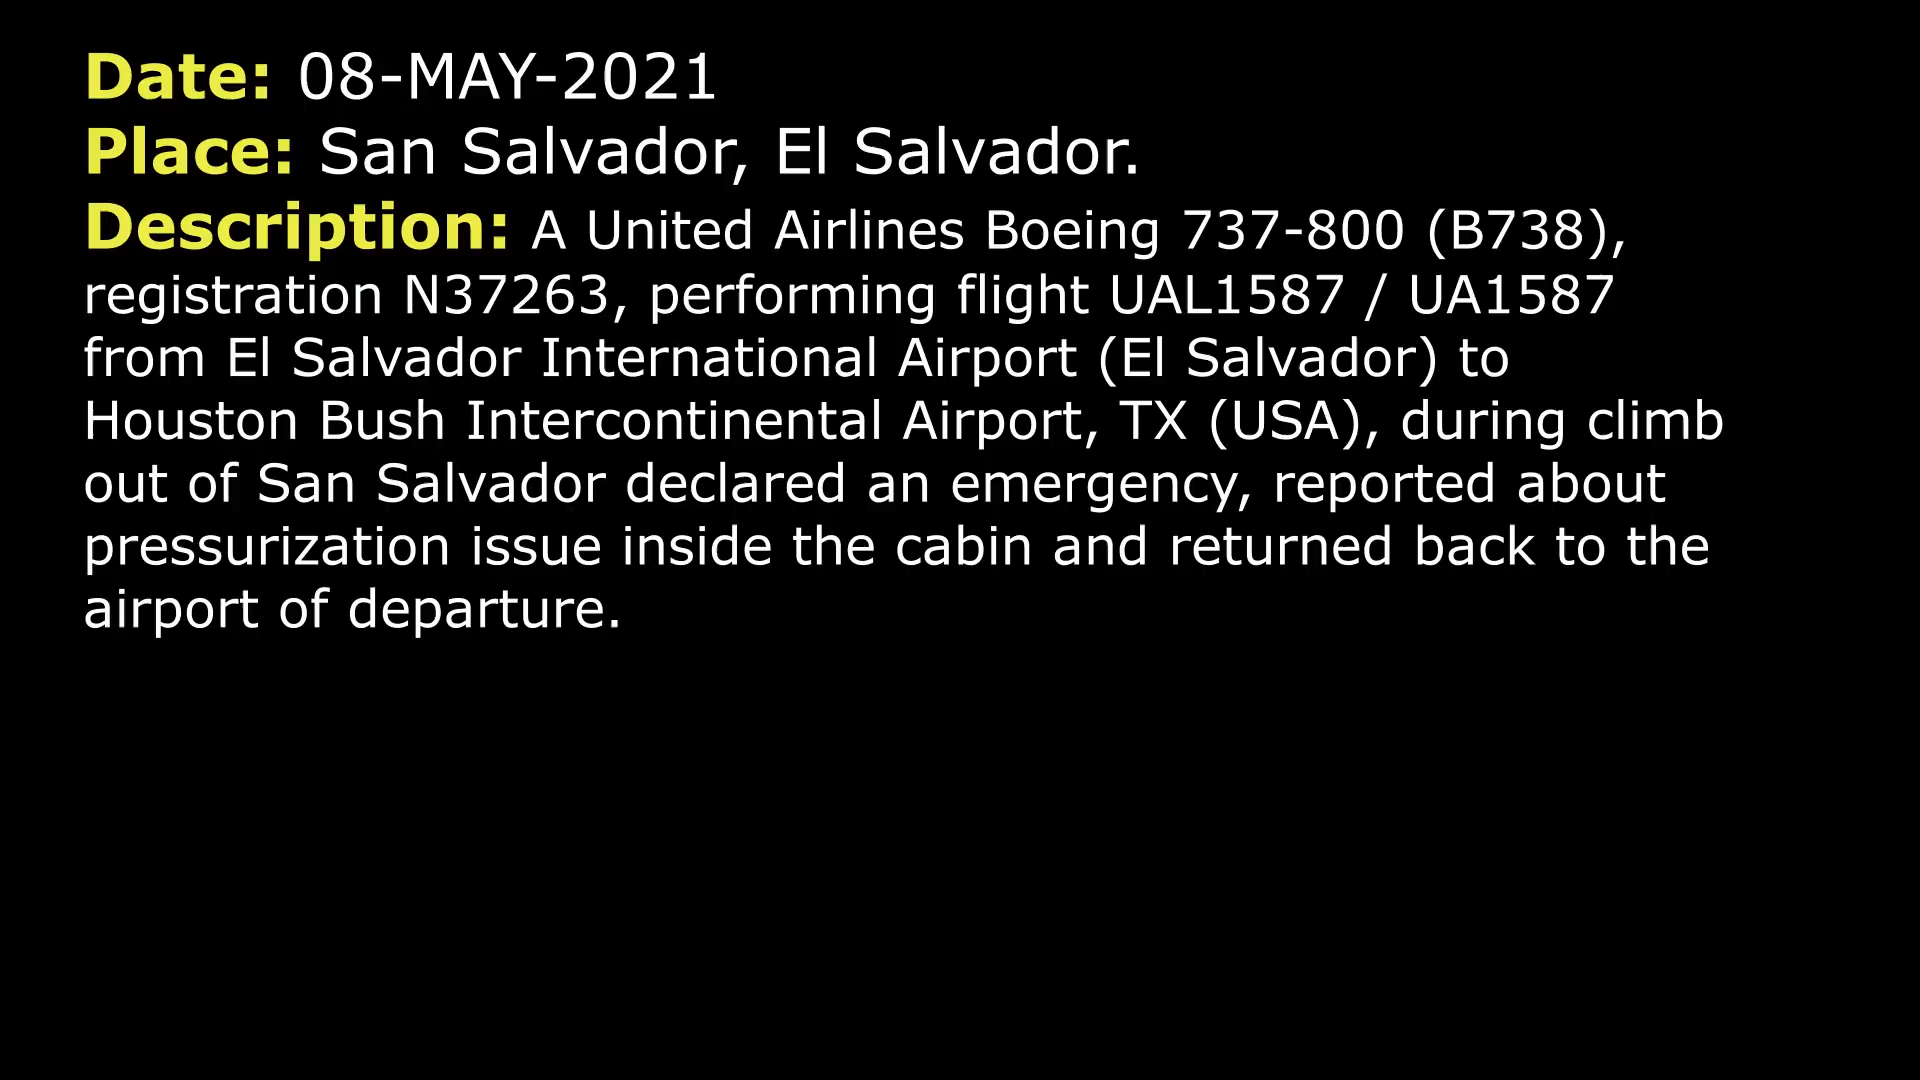 Date: 08-MAY-2021
Place: San Salvador, El Salvador.
Description: A United Airlines Boeing 737-800 (B738),
registration N37263, performing flight UAL1587 / UA1587
from El Salvador International Airport (El Salvador) to
Houston Bush Intercontinental Airport, TX (USA), during climb
out of San Salvador declared an emergency, reported about
pressurization issue inside the cabin and returned back to the
airport of departure.